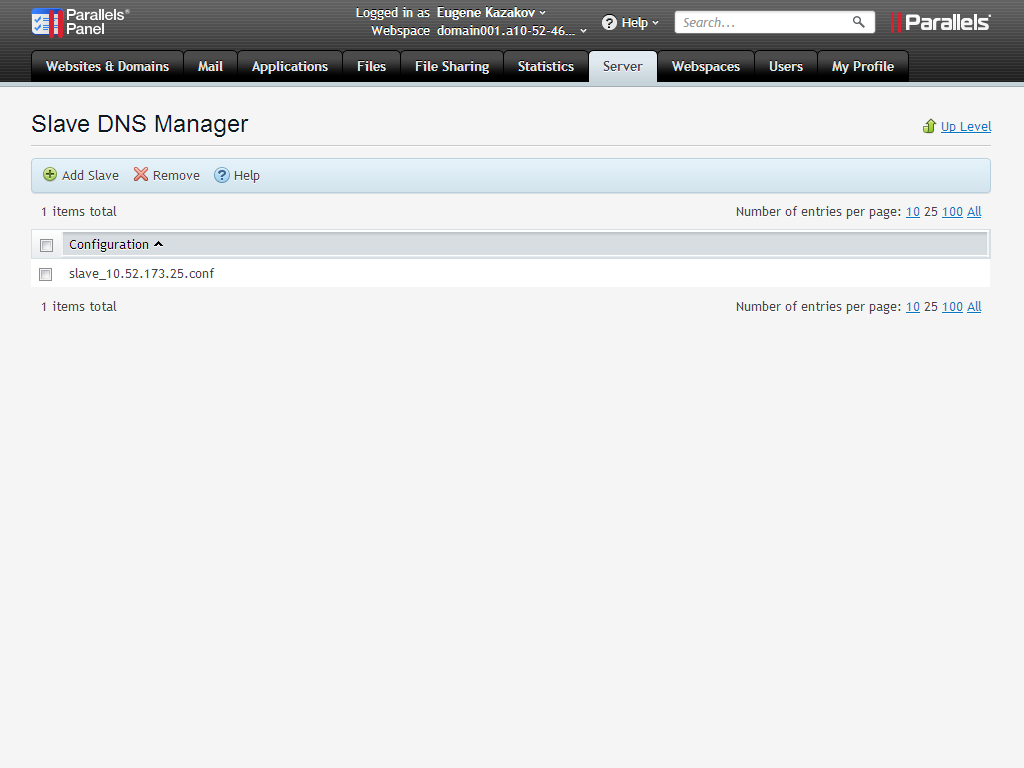 Parallels® Panel
Logged in as Eugene Kazakov
Webspace domain001.a10-52-46...
Help
Search...
Parallels®
Websites & Domains Mail Applications Files File Sharing Statistics Server Webspaces Users My Profile
Slave DNS Manager
Up Level
Add Slave Remove Help
1 items total
Number of entries per page: 10 25 100 All
Configuration
slave_10.52.173.25.conf
1 items total
Number of entries per page: 10 25 100 All